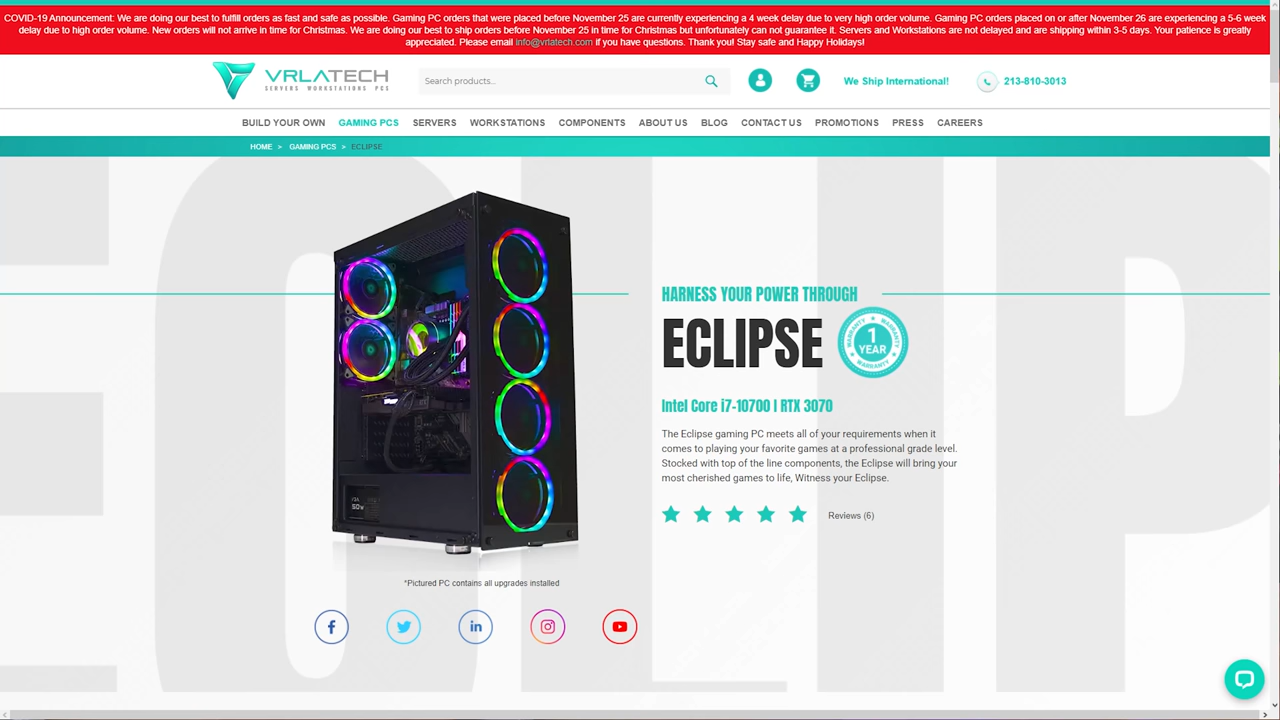 COVID-19 Announcement: We are doing our best to fulfill orders as fast and safe as possible. Gaming PC orders that were placed before November 25 are currently experiencing a 4 week delay due to very high order volume. Gaming PC orders placed on or after November 26 are experiencing a 5-6 week
delay due to high order volume. New orders will not arrive in time for Christmas. We are doing our best to ship orders before November 25 in time for Christmas but unfortunately can not guarantee it. Servers and Workstations are not delayed and are shipping within 3-5 days. Your patience is greatly
appreciated. Please email info@vrlatech.com if you have questions. Thank you! Stay safe and Happy Holidays!
VRLATECH
SERVERS WORKSTATIONS PCS
Search products...
We Ship International!
213-810-3013
BUILD YOUR OWN GAMING PCS SERVERS WORKSTATIONS COMPONENTS ABOUT US BLOG CONTACT US PROMOTIONS PRESS CAREERS
HOME > GAMING PCS > ECLIPSE
HARNESS YOUR POWER THROUGH
ECLIPSE
WARRANTY
1
YEAR
WARRANTY
Intel Core i7-10700 I RTX 3070
The Eclipse gaming PC meets all of your requirements when it
comes to playing your favorite games at a professional grade level.
Stocked with top of the line components, the Eclipse will bring your
most cherished games to life, Witness your Eclipse.
Reviews (6)
*Pictured PC contains all upgrades installed